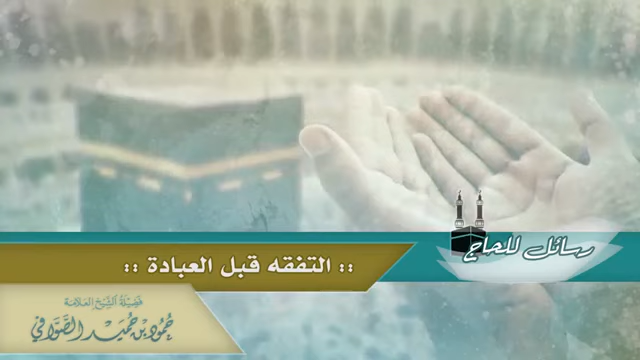 رسائل للحاج
:: التفقه قبل العبادة ::
فضيلة الشيخ العلامة
حمود بن حميد الصوافي